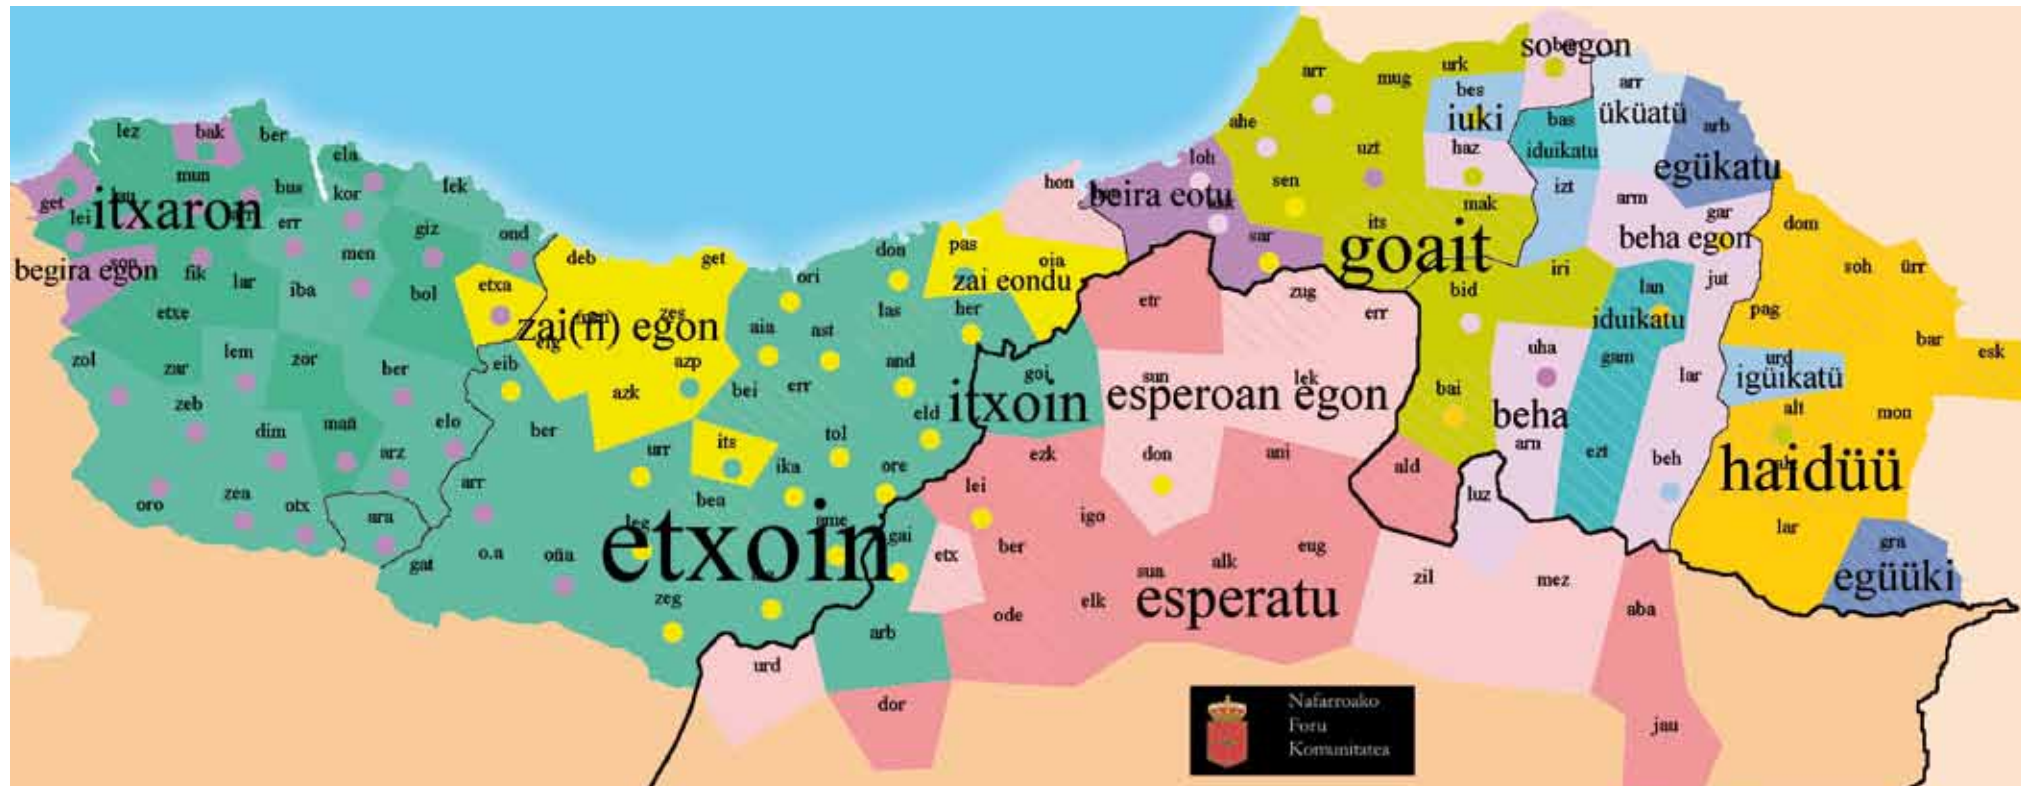 lez
bak
ber
ela
mun
bus
kor
lek
get
lei
itxaron
err
giz
ond
begira egon
fik
lar
iba
men
bol
etxe
zol
zar
lem
zor
ber
zeb
dim
mañ
elo
arz
oro
zea
otx
ara
arr
gat
o.a
oña
etxa
deb
get
zai(n) egon
eib
azp
azk
ber
ori
don
aia
ast
las
her
and
bei
err
eld
urr
its
ika
tol
ore
bea
etxoin
gai
zeg
pas
oia
zai eondu
hon
goi
itxoin
loh
beira eotu
sar
arr
mug
urk
ahe
uzt
sen
its
goait
bes
iuki
haz
mak
so egon
bas
iduikatu
izt
arr
üküatü
arb
egükatu
arm
gar
beha egon
iri
bid
lan
jut
iduikatu
gam
uha
bai
beha
arn
ezt
lar
beh
dom
soh
ürr
pag
bar
esk
urd
igüikatü
alt
mon
haidüü
lar
gra
egüüki
etr
zug
err
sun
lek
esperoan egon
don
ani
ezk
lei
igo
ber
etx
sun
alk
eug
elk
ode
esperatu
ald
luz
zil
mez
aba
jau
arb
urd
dor
Nafarroako
Foru
Komunitatea